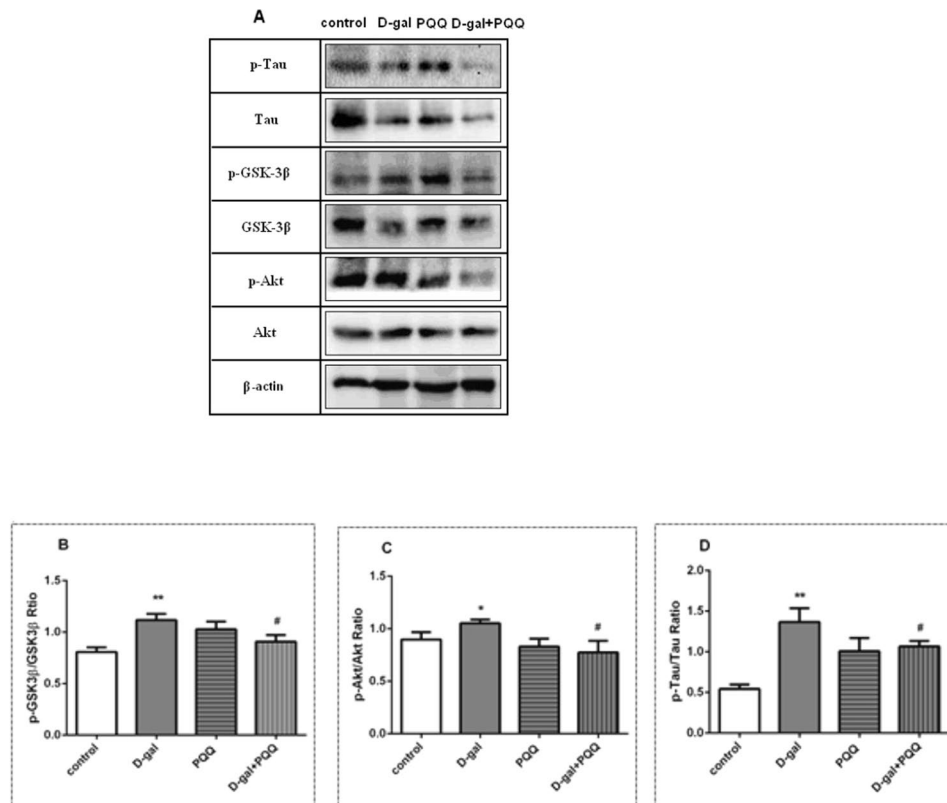 A
control D-gal PQQ D-gal+PQQ
p-Tau
Tau
p-GSK-3β
GSK-3β
p-Akt
Akt
β-actin
B
p-GSK3β/GSK3β Rtio
1.5
1.0
0.5
0.0
**
#
control
D-gal
PQQ
D-gal+PQQ
C
p-Akt/Akt Ratio
1.5
1.0
0.5
0.0
*
#
control
D-gal
PQQ
D-gal+PQQ
D
p-Tau/Tau Ratio
2.0
1.5
1.0
0.5
0.0
**
#
control
D-gal
PQQ
D-gal+PQQ